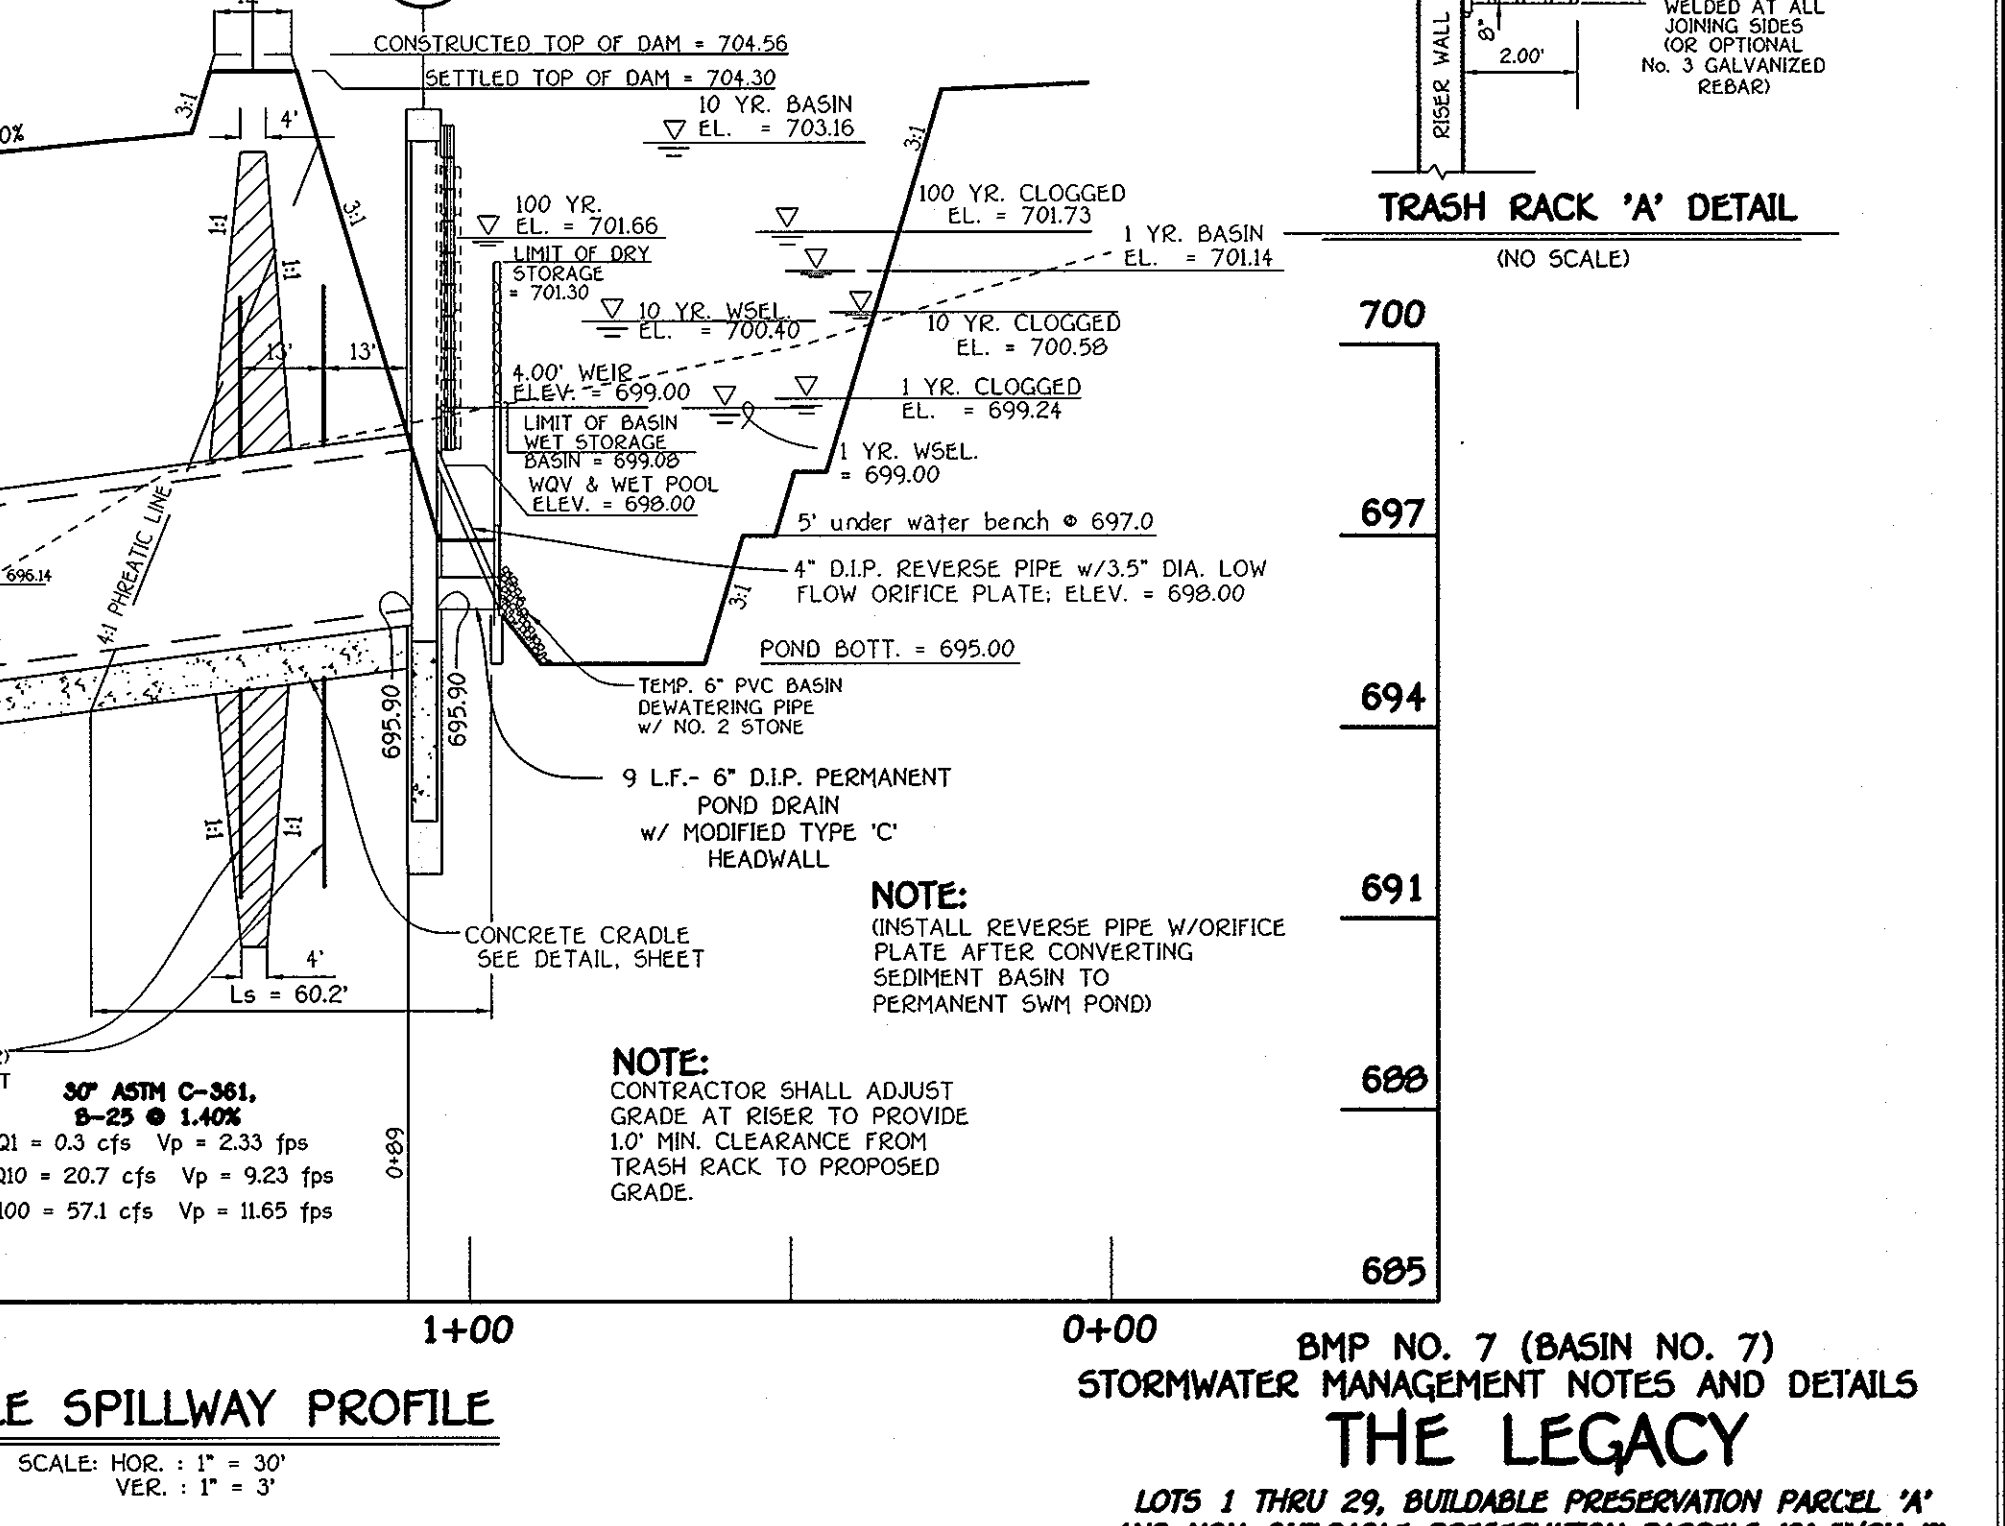 CONSTRUCTED TOP OF DAM = 704.56
SETTLED TOP OF DAM = 704.30
10 YR. BASIN
EL. = 703.16
3:1
4'
0%
1:1
1:1
3:1
100 YR.
EL. = 701.66
LIMIT OF DRY
STORAGE
= 701.30
10 YR. WSEL.
EL. = 700.40
3:1
100 YR. CLOGGED
EL. = 701.73
1 YR. BASIN
EL. = 701.14
10 YR. CLOGGED
EL. = 700.58
13'
13'
4.00' WEIR
ELEV. = 699.00
LIMIT OF BASIN
WET STORAGE
BASIN = 699.08
WQV & WET POOL
ELEV. = 698.00
1 YR. CLOGGED
EL. = 699.24
1 YR. WSEL.
= 699.00
5' under water bench @ 697.0
4" D.I.P. REVERSE PIPE w/3.5" DIA. LOW
FLOW ORIFICE PLATE; ELEV. = 698.00
3:1
POND BOTT. = 695.00
696.14
4:1 PHREATIC LINE
695.90
695.90
TEMP. 6" PVC BASIN
DEWATERING PIPE
w/ NO. 2 STONE
9 L.F.- 6" D.I.P. PERMANENT
POND DRAIN
w/ MODIFIED TYPE 'C'
HEADWALL
1:1
1:1
CONCRETE CRADLE
SEE DETAIL, SHEET
4'
Ls = 60.2'
NOTE:
(INSTALL REVERSE PIPE W/ORIFICE
PLATE AFTER CONVERTING
SEDIMENT BASIN TO
PERMANENT SWM POND)
NOTE:
CONTRACTOR SHALL ADJUST
GRADE AT RISER TO PROVIDE
1.0' MIN. CLEARANCE FROM
TRASH RACK TO PROPOSED
GRADE.
30" ASTM C-361,
B-25 @ 1.40%
Q1 = 0.3 cfs Vp = 2.33 fps
Q10 = 20.7 cfs Vp = 9.23 fps
100 = 57.1 cfs Vp = 11.65 fps
0+89
WELDED AT ALL
JOINING SIDES
(OR OPTIONAL
No. 3 GALVANIZED
REBAR)
8"
2.00'
RISER WALL
TRASH RACK 'A' DETAIL
(NO SCALE)
700
697
694
691
688
685
1+00
0+00
LE SPILLWAY PROFILE
SCALE: HOR. : 1" = 30'
VER. : 1" = 3'
BMP NO. 7 (BASIN NO. 7)
STORMWATER MANAGEMENT NOTES AND DETAILS
THE LEGACY
LOTS 1 THRU 29, BUILDABLE PRESERVATION PARCEL 'A'